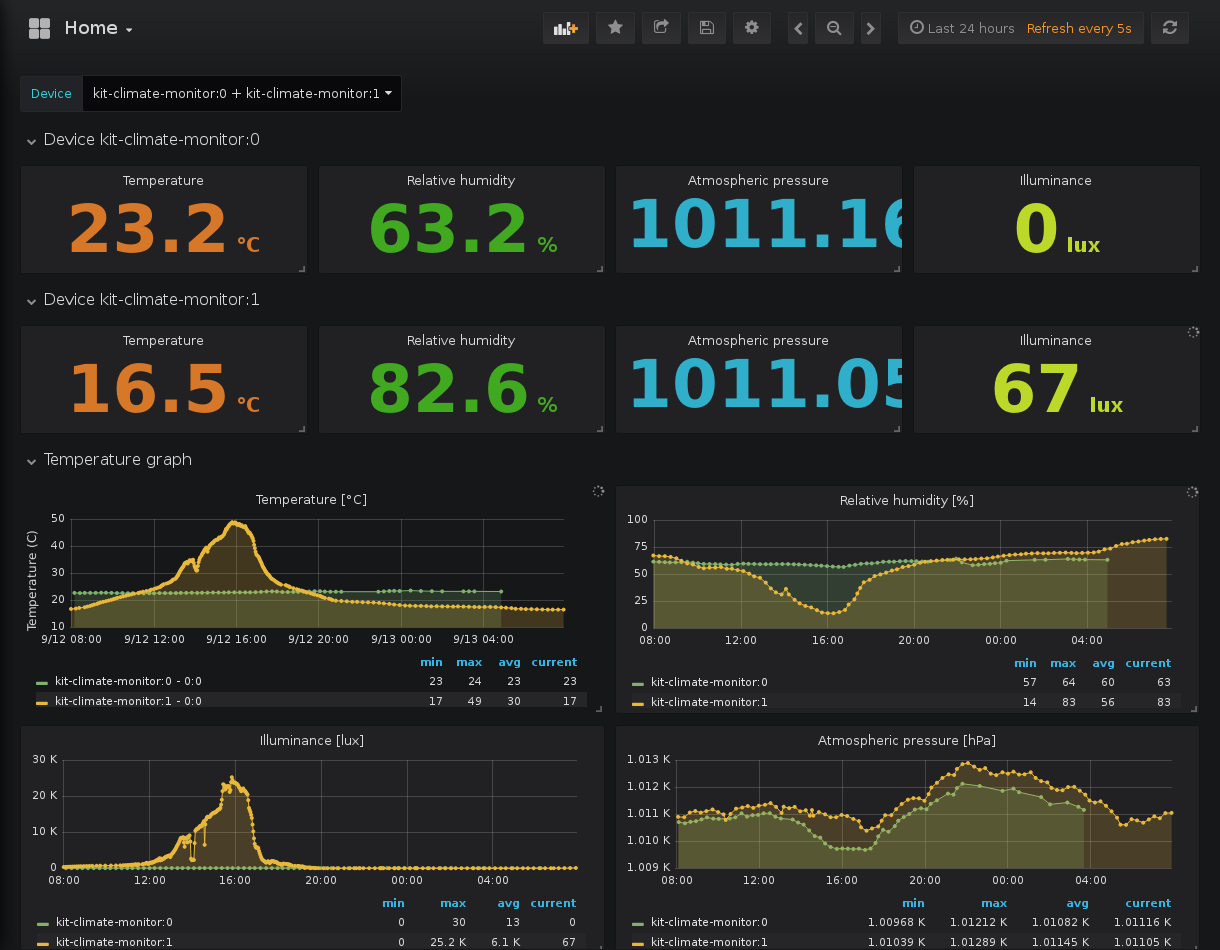 Home
Last 24 hours Refresh every 5s
Device kit-climate-monitor:0 + kit-climate-monitor:1
Device kit-climate-monitor:0
Temperature Relative humidity Atmospheric pressure Illuminance
23.2 °C 63.2 % 1011.16 0 lux
Device kit-climate-monitor:1
Temperature Relative humidity Atmospheric pressure Illuminance
16.5 °C 82.6 % 1011.05 67 lux
Temperature graph
Temperature [°C]
Temperature (C)
50
40
30
20
10
9/12 08:00 9/12 12:00 9/12 16:00 9/12 20:00 9/13 00:00 9/13 04:00
min max avg current
kit-climate-monitor:0 - 0:0 23 24 23 23
kit-climate-monitor:1 - 0:0 17 49 30 17
Relative humidity [%]
100
75
50
25
0
08:00 12:00 16:00 20:00 00:00 04:00
min max avg current
kit-climate-monitor:0 57 64 60 63
kit-climate-monitor:1 14 83 56 83
Illuminance [lux]
30 K
20 K
10 K
0
08:00 12:00 16:00 20:00 00:00 04:00
min max avg current
kit-climate-monitor:0 0 30 13 0
kit-climate-monitor:1 0 25.2 K 6.1 K 67
Atmospheric pressure [hPa]
1.013 K
1.012 K
1.011 K
1.010 K
1.009 K
08:00 12:00 16:00 20:00 00:00 04:00
min max avg current
kit-climate-monitor:0 1.00968 K 1.01212 K 1.01082 K 1.01116 K
kit-climate-monitor:1 1.01039 K 1.01289 K 1.01145 K 1.01105 K